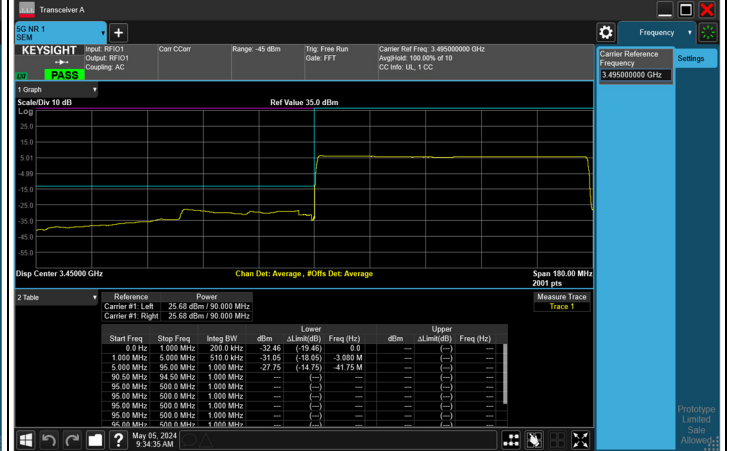 Transceiver A
5G NR 1
SEM
Frequency
KEYSIGHT
Input: RFIO1
Output: RFIO1
Coupling: AC
Corr CCorr
Range: -45 dBm
Trig: Free Run
Gate: FFT
Carrier Ref Freq: 3.495000000 GHz
Avg|Hold: 100.00% of 10
CC Info: UL, 1 CC
PASS
Carrier Reference
Frequency
3.495000000 GHz
Settings
1 Graph
Scale/Div 10 dB
Ref Value 35.0 dBm
Log
25.0
15.0
5.01
-4.99
-15.0
-25.0
-35.0
-45.0
-55.0
Disp Center 3.45000 GHz
Chan Det: Average, #Offs Det: Average
Span 180.00 MHz
2001 pts
2 Table
Reference Power
Carrier #1: Left 25.68 dBm / 90.000 MHz
Carrier #1: Right 25.68 dBm / 90.000 MHz
Measure Trace
Trace 1
Lower Upper
Start Freq Stop Freq Integ BW dBm ΔLimit(dB) Freq (Hz) dBm ΔLimit(dB) Freq (Hz)
0.0 Hz 1.000 MHz 200.0 kHz -32.46 (-19.46) 0.0 --- (---) ---
1.000 MHz 5.000 MHz 510.0 kHz -31.05 (-18.05) -3.080 M --- (---) ---
5.000 MHz 95.00 MHz 1.000 MHz -27.75 (-14.75) -41.75 M --- (---) ---
90.50 MHz 94.50 MHz 1.000 MHz --- (---) --- --- (---) ---
95.00 MHz 500.0 MHz 1.000 MHz --- (---) --- --- (---) ---
95.00 MHz 500.0 MHz 1.000 MHz --- (---) --- --- (---) ---
95.00 MHz 500.0 MHz 1.000 MHz --- (---) --- --- (---) ---
95.00 MHz 500.0 MHz 1.000 MHz --- (---) --- --- (---) ---
95.00 MHz 500.0 MHz 1.000 MHz --- (---) --- --- (---) ---
May 05, 2024
9:34:35 AM
Prototype
Limited
Sale
Allowed